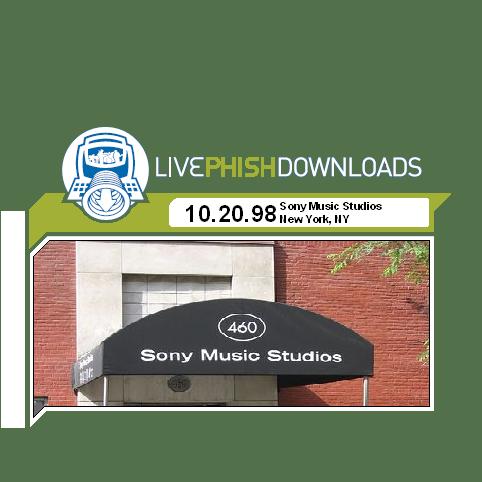 LIVEPHISHDOWNLOADS
10.20.98
Sony Music Studios
New York, NY
460
Sony Music Studios